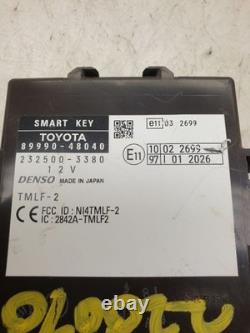 SMART KEY
e11 03 2699
TOYOTA
89990-48040
232500-3380
12V
DENSO MADE IN JAPAN
E11
10 02 2699
97 I 01 2026
TMLF-2
FCC ID : NI4TMLF-2
IC : 2842A-TMLF2